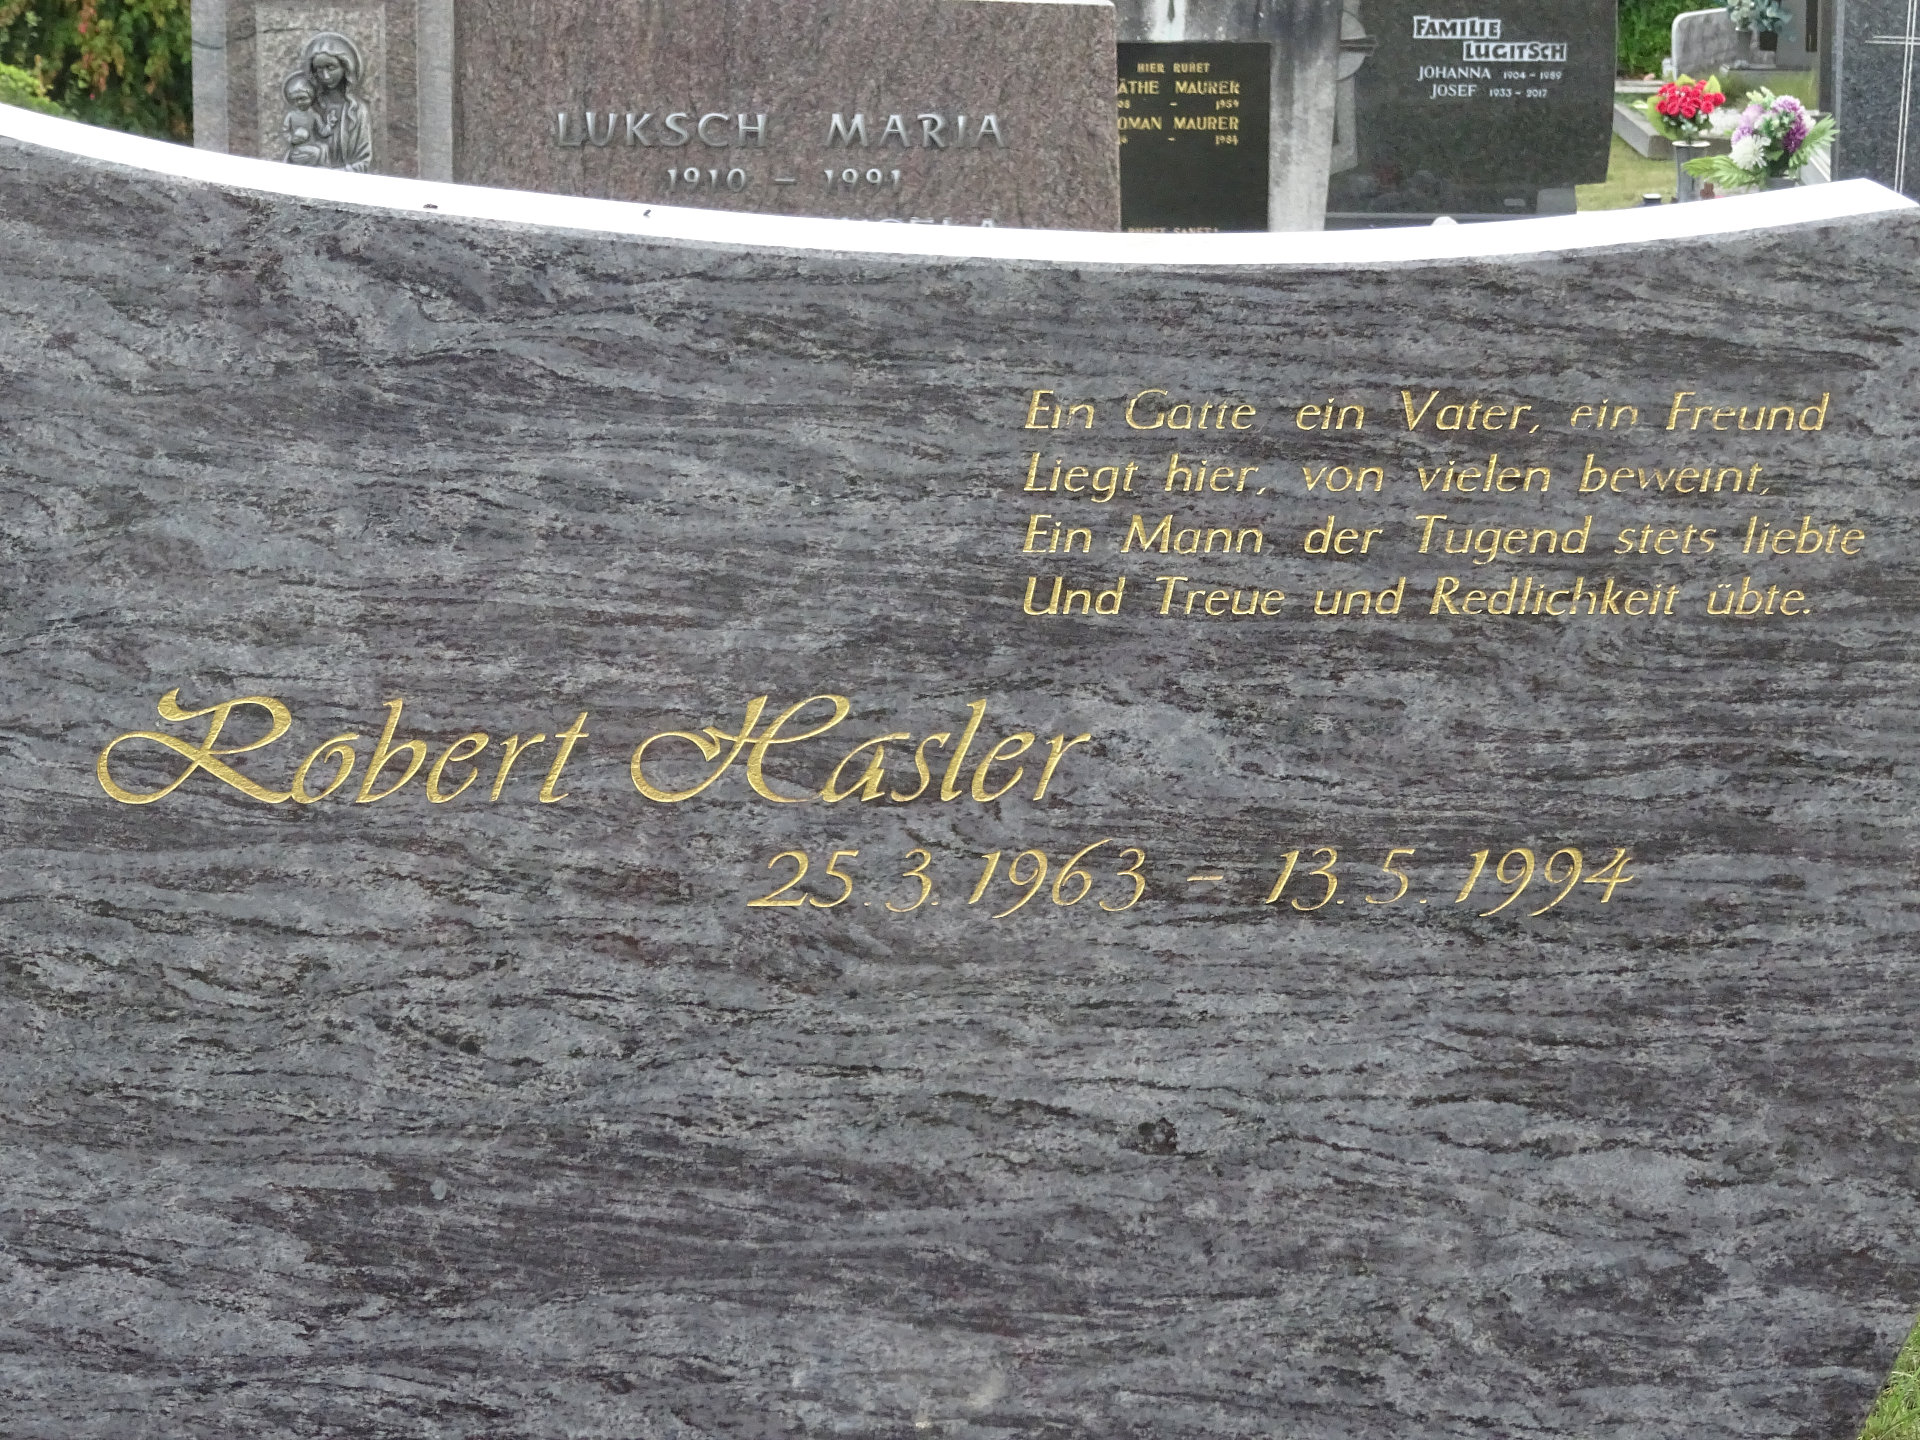 LUKSCH MARIA
1910 – 1991
HIER RUHET
MAURER
1959
MAURER
FAMILIE
LUGITSCH
JOHANNA 1904 – 1989
JOSEF 1933 – 2017
Ein Gatte ein Vater, ein Freund
Liegt hier, von vielen beweint,
Ein Mann der Tugend stets liebte
Und Treue und Redlichkeit übte.
Robert Hasler
25.3.1963 – 13.5.1994